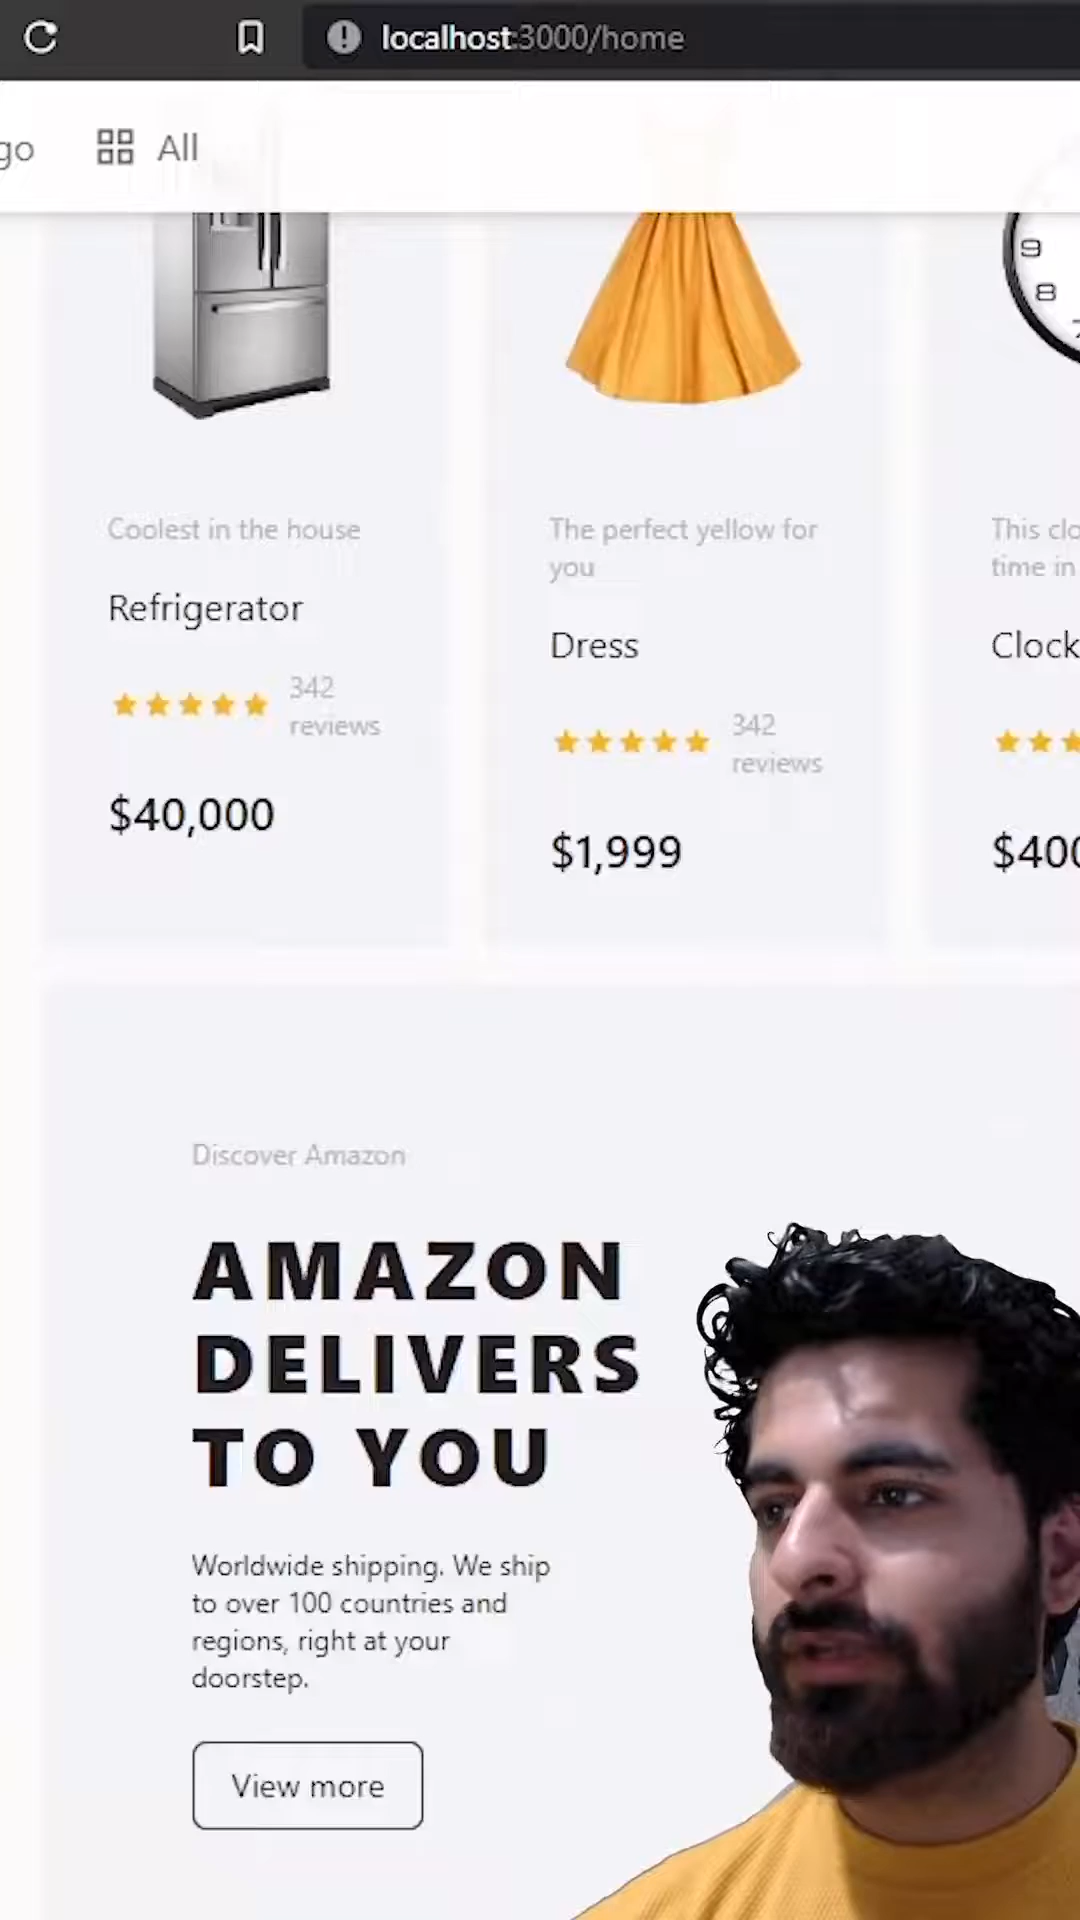 localhost:3000/home
go
All
9
8
Coolest in the house
Refrigerator
342
reviews
$40,000
The perfect yellow for
you
Dress
342
reviews
$1,999
This
time in
Clock
Discover Amazon
AMAZON
DELIVERS
TO YOU
Worldwide shipping. We ship
to over 100 countries and
regions, right at your
doorstep.
View more